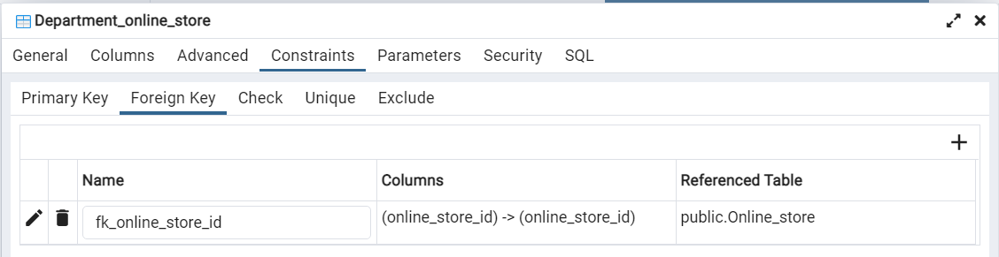 Department_online_store
General Columns Advanced Constraints Parameters Security SQL
Primary Key Foreign Key Check Unique Exclude
Name Columns Referenced Table
fk_online_store_id (online_store_id) -> (online_store_id) public.Online_store